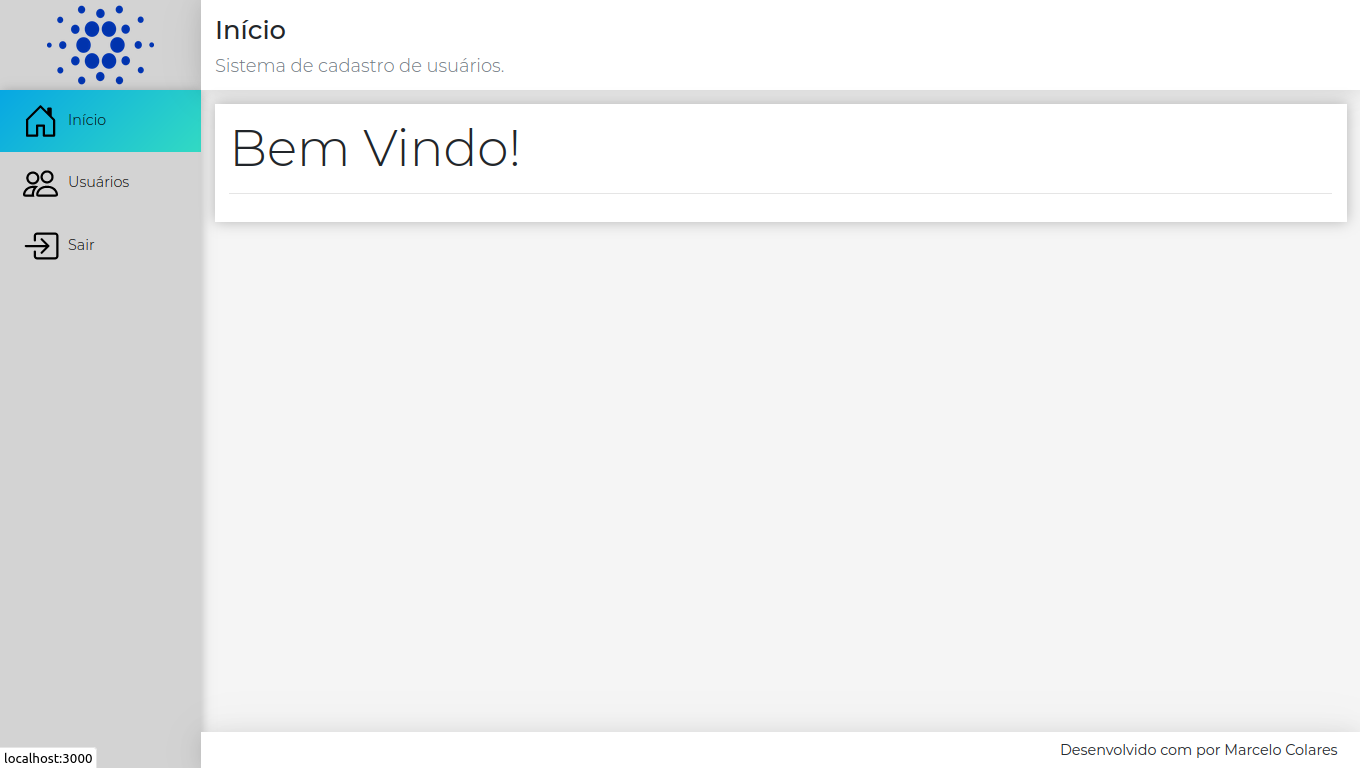 Início
Sistema de cadastro de usuários.
Início
Usuários
Sair
Bem Vindo!
Desenvolvido com por Marcelo Colares
localhost:3000